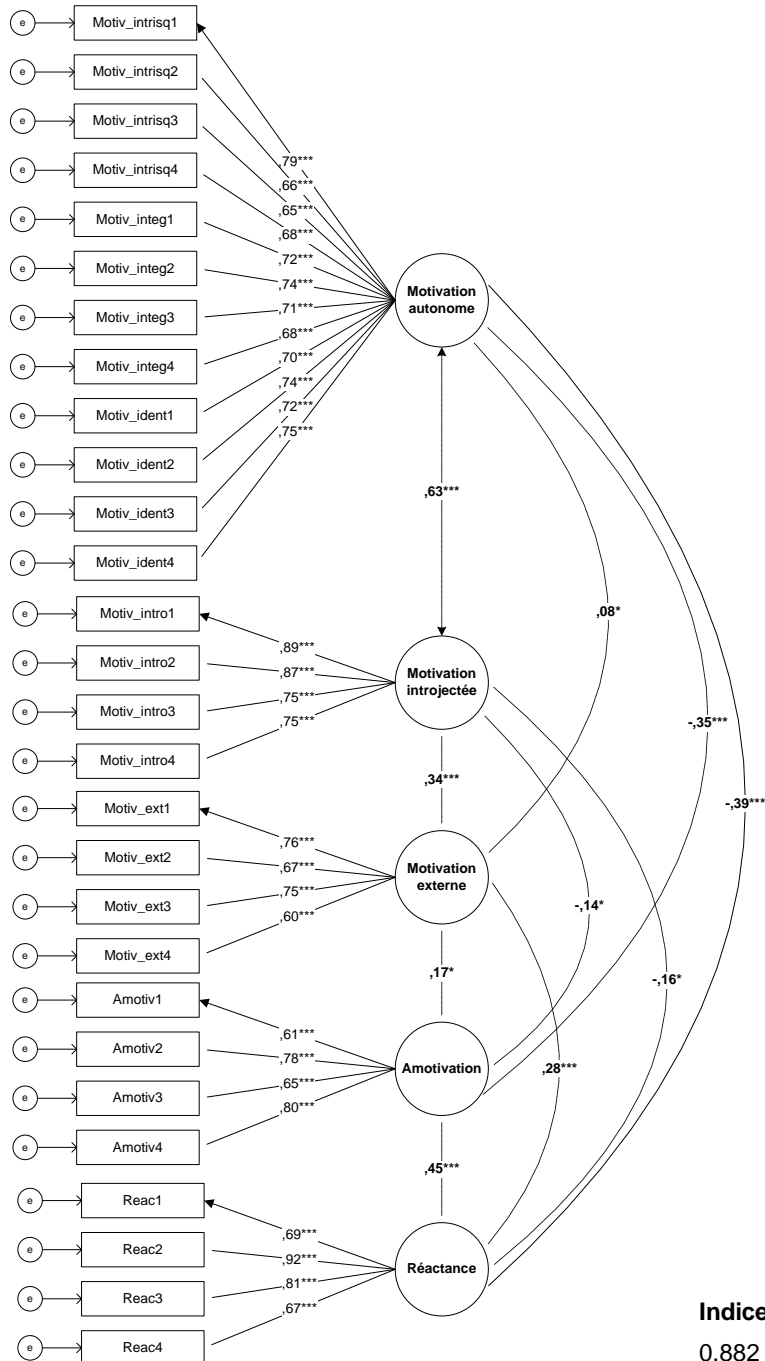 e
Motiv_intrisq1
e
Motiv_intrisq2
e
Motiv_intrisq3
e
Motiv_intrisq4
e
Motiv_integ1
e
Motiv_integ2
e
Motiv_integ3
e
Motiv_integ4
e
Motiv_ident1
e
Motiv_ident2
e
Motiv_ident3
e
Motiv_ident4
,79***
,66***
,65***
,68***
,72***
,74***
,71***
,68***
,70***
,74***
,72***
,75***
Motivation
autonome
,63***
,08*
-,35***
-,39***
e
Motiv_intro1
e
Motiv_intro2
e
Motiv_intro3
e
Motiv_intro4
,89***
,87***
,75***
,75***
Motivation
introjectée
,34***
-,14*
-,16*
e
Motiv_ext1
e
Motiv_ext2
e
Motiv_ext3
e
Motiv_ext4
,76***
,67***
,75***
,60***
Motivation
externe
,17*
,28***
e
Amotiv1
e
Amotiv2
e
Amotiv3
e
Amotiv4
,61***
,78***
,65***
,80***
Amotivation
,45***
e
Reac1
e
Reac2
e
Reac3
e
Reac4
,69***
,92***
,81***
,67***
Réactance
Indice
0.882